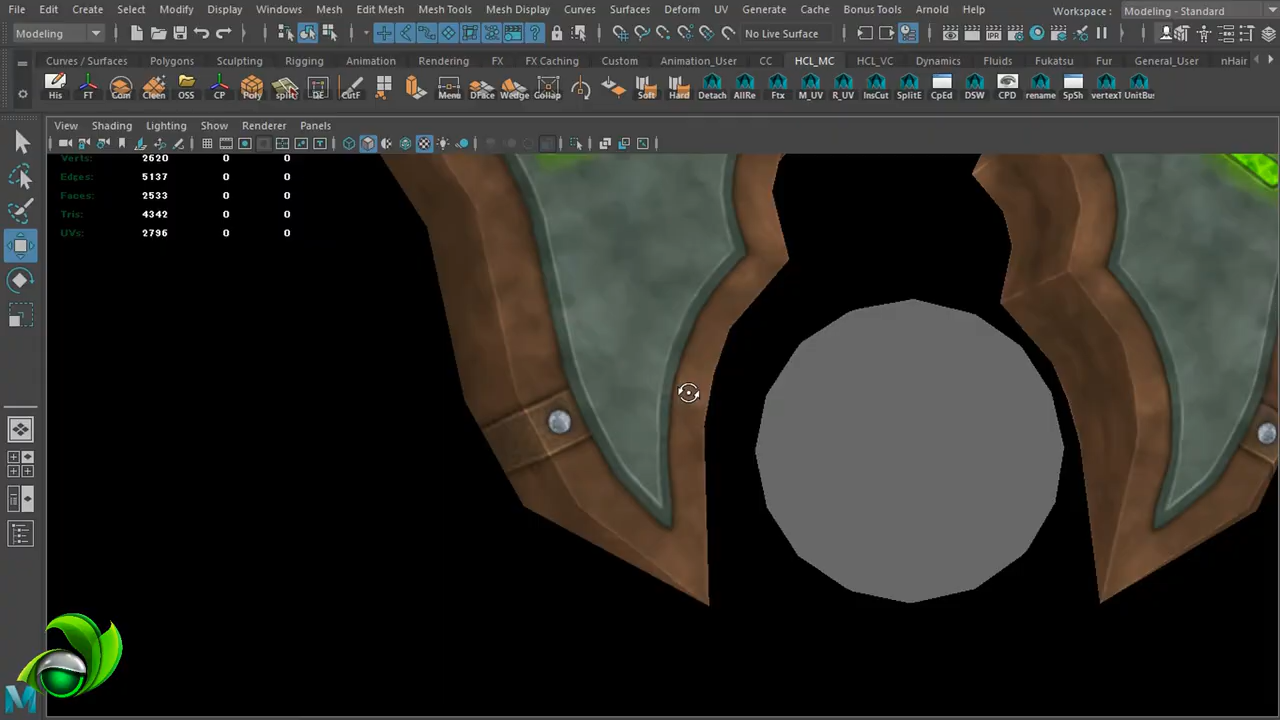 File Edit Create Select Modify Display Windows Mesh Edit Mesh Mesh Tools Mesh Display Curves Surfaces Deform UV Generate Cache Bonus Tools Arnold Help Workspace : Modeling - Standard
Modeling No Live Surface
Curves / Surfaces Polygons Sculpting Rigging Animation Rendering FX FX Caching Custom Animation_User CC HCL_MC HCL_VC Dynamics Fluids Fukatsu Fur General_User nHair
His FT Com Cleen OSS CP Poly split DE CutF Menu DFace Wedge Collap Soft Hard Detach AllRe Ftx M_UV R_UV InsCut SplitE CpEd DSW CPD rename SpSh vertexT UnitBus
View Shading Lighting Show Renderer Panels
Verts: 2620 0 0
Edges: 5137 0 0
Faces: 2533 0 0
Tris: 4342 0 0
UVs: 2796 0 0
M